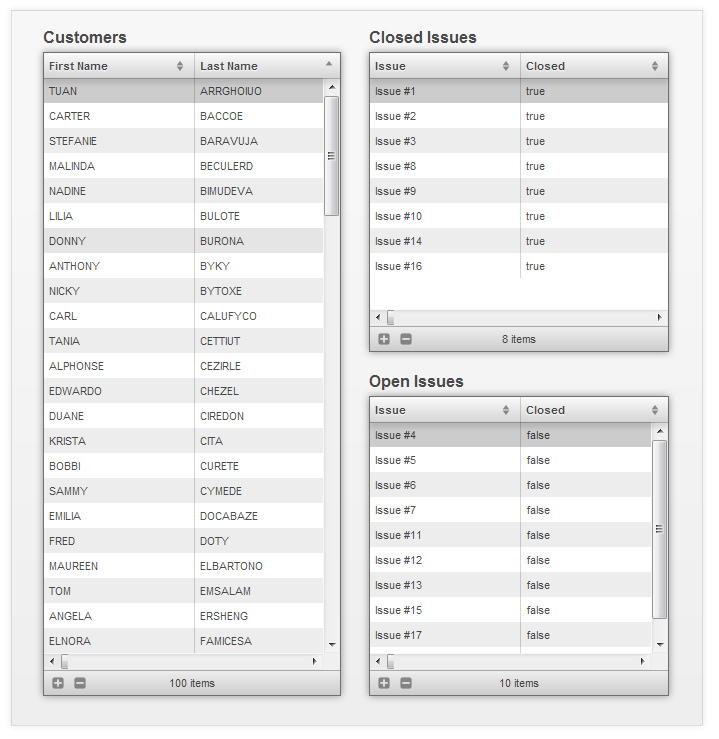 Customers
First Name Last Name
TUAN ARRGHOIUO
CARTER BACCOE
STEFANIE BARAVUJA
MALINDA BECULERD
NADINE BIMUDEVA
LILIA BULOTE
DONNY BURONA
ANTHONY BYKY
NICKY BYTOXE
CARL CALUFYCO
TANIA CETTIUT
ALPHONSE CEZIRLE
EDWARDO CHEZEL
DUANE CIREDON
KRISTA CITA
BOBBI CURETE
SAMMY CYMEDE
EMILIA DOCABAZE
FRED DOTY
MAUREEN ELBARTONO
TOM EMSALAM
ANGELA ERSHENG
ELNORA FAMICESA
100 items
Closed Issues
Issue Closed
Issue #1 true
Issue #2 true
Issue #3 true
Issue #8 true
Issue #9 true
Issue #10 true
Issue #14 true
Issue #16 true
8 items
Open Issues
Issue Closed
Issue #4 false
Issue #5 false
Issue #6 false
Issue #7 false
Issue #11 false
Issue #12 false
Issue #13 false
Issue #15 false
Issue #17 false
10 items